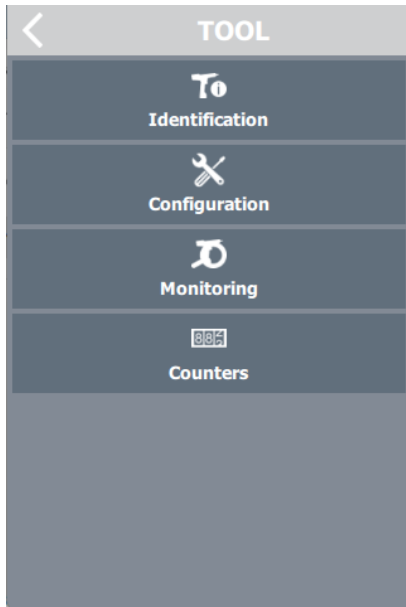 TOOL
Identification
Configuration
Monitoring
Counters